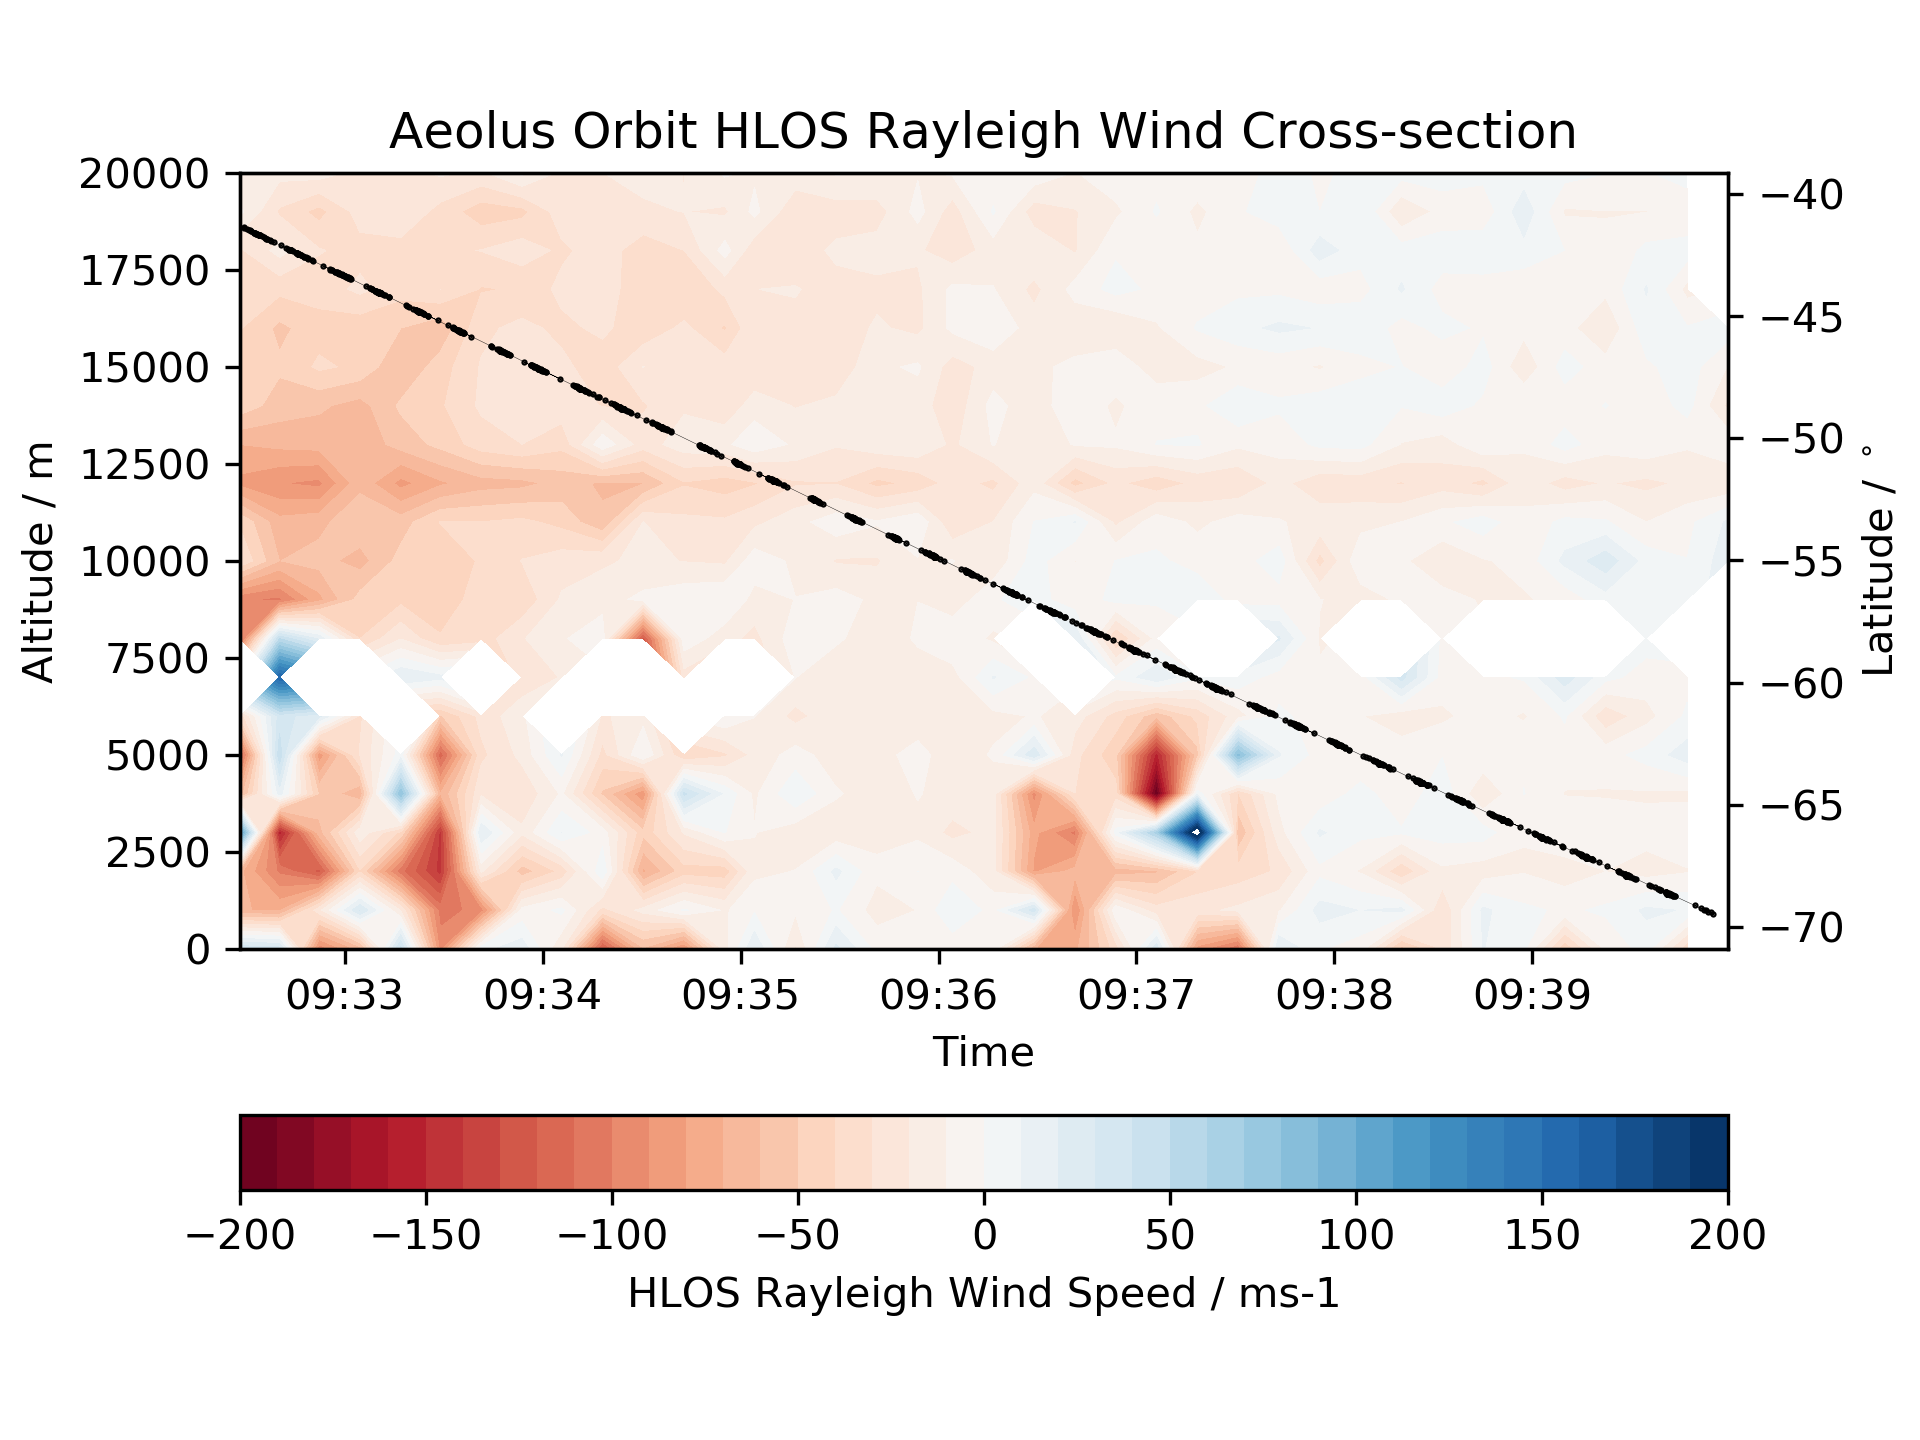 Aeolus Orbit HLOS Rayleigh Wind Cross-section
Altitude / m
20000
17500
15000
12500
10000
7500
5000
2500
0
−40
−45
−50
−55
−60
−65
−70
Latitude / °
09:33 09:34 09:35 09:36 09:37 09:38 09:39
Time
−200 −150 −100 −50 0 50 100 150 200
HLOS Rayleigh Wind Speed / ms-1